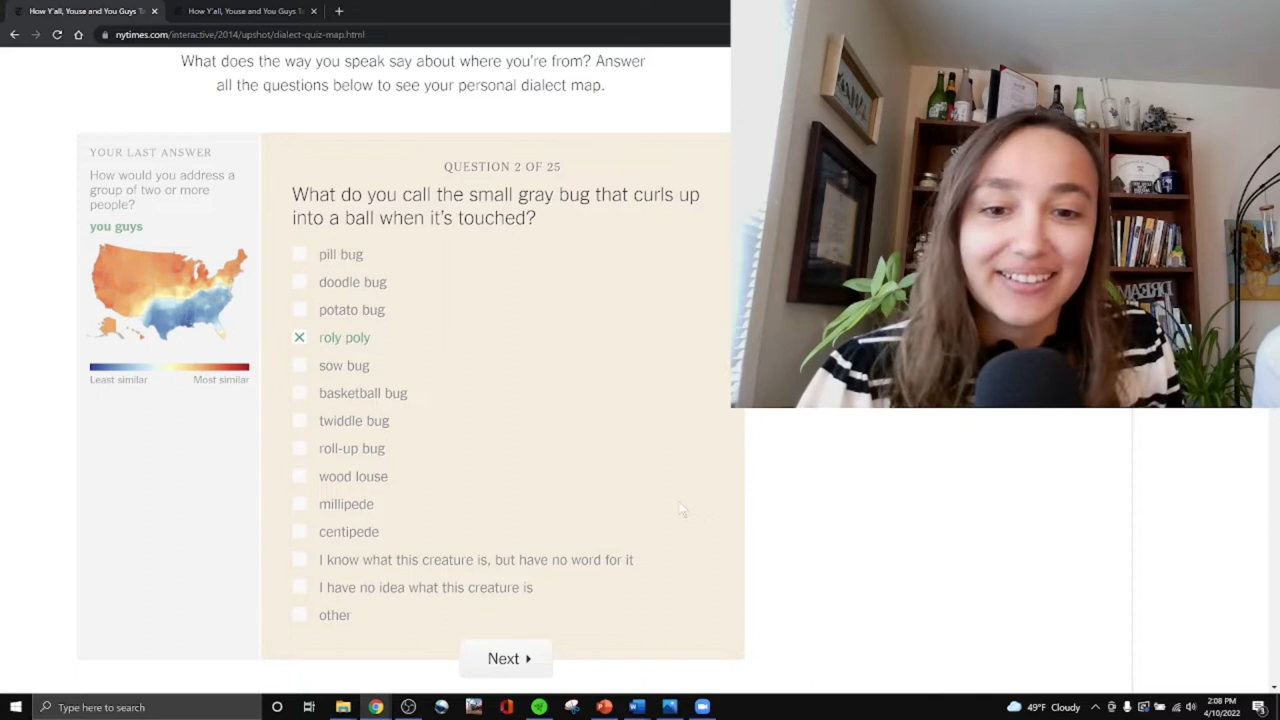 How Y'all, Youse and You Guys T
How Y'all, Youse and You Guys T
nytimes.com/interactive/2014/upshot/dialect-quiz-map.html
What does the way you speak say about where you're from? Answer
all the questions below to see your personal dialect map.
YOUR LAST ANSWER
How would you address a
group of two or more
people?
you guys
Least similar
Most similar
QUESTION 2 OF 25
What do you call the small gray bug that curls up
into a ball when it's touched?
pill bug
doodle bug
potato bug
roly poly
sow bug
basketball bug
twiddle bug
roll-up bug
wood louse
millipede
centipede
I know what this creature is, but have no word for it
I have no idea what this creature is
other
Next
DREAM
Type here to search
49°F Cloudy
2:08 PM
4/10/2022